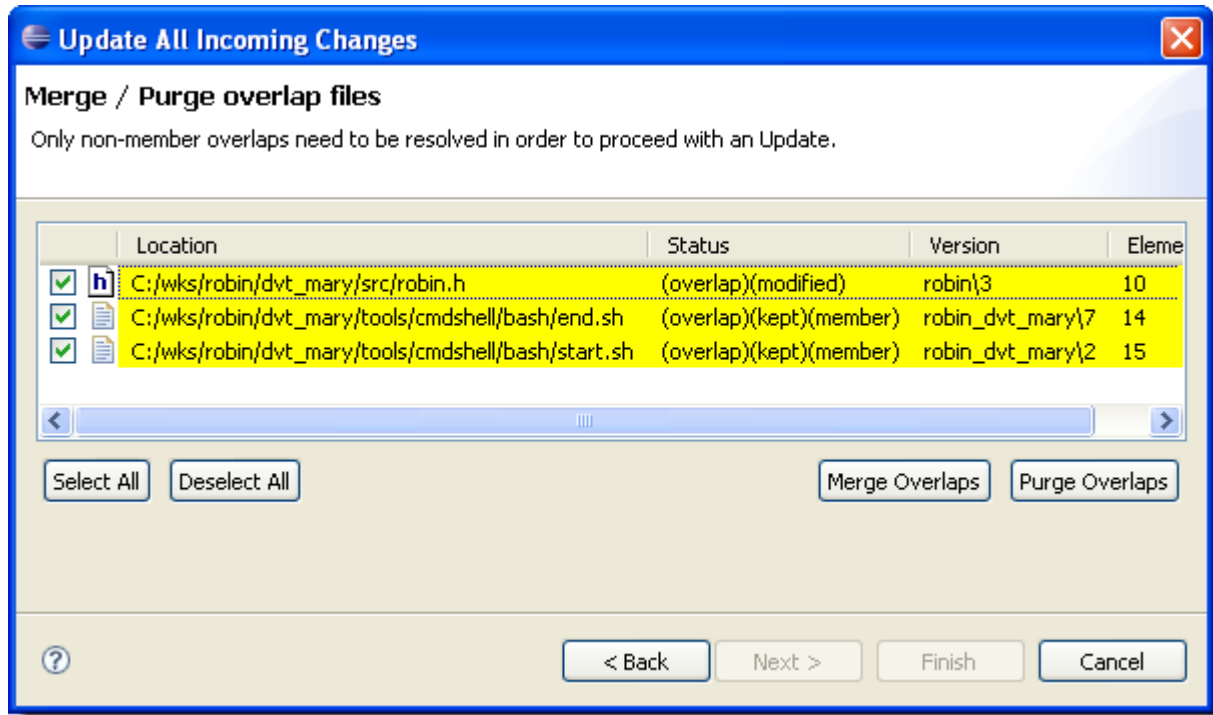 Update All Incoming Changes
Merge / Purge overlap files
Only non-member overlaps need to be resolved in order to proceed with an Update.
Location Status Version Eleme
h C:/wks/robin/dvt_mary/src/robin.h (overlap)(modified) robin\3 10
C:/wks/robin/dvt_mary/tools/cmdshell/bash/end.sh (overlap)(kept)(member) robin_dvt_mary\7 14
C:/wks/robin/dvt_mary/tools/cmdshell/bash/start.sh (overlap)(kept)(member) robin_dvt_mary\2 15
Select All Deselect All Merge Overlaps Purge Overlaps
? < Back Next > Finish Cancel